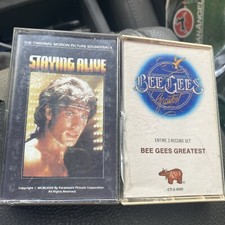 THE ORIGINAL MOTION PICTURE SOUNDTRACK
STAYING ALIVE
BEE GEES
Greatest
ENTIRE 2 RECORD SET
BEE GEES GREATEST